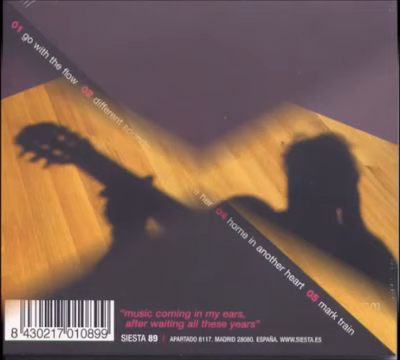 01 go with the flow
02 different
her
04 home in another heart
05 mark train
"music coming in my ears,
after waiting all these years"
SIESTA 89 | APARTADO 8117. MADRID 28080. ESPAÑA. WWW.SIESTA.ES
8 430217 010899